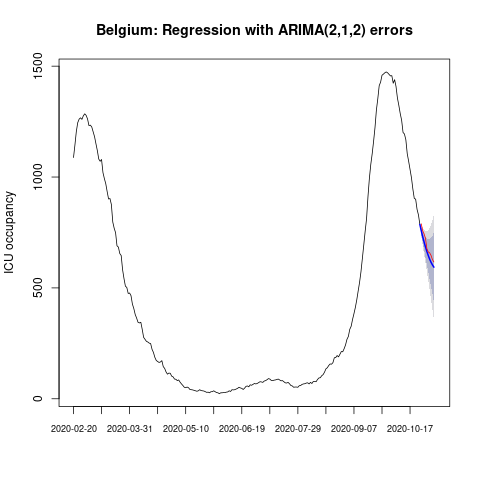 Belgium: Regression with ARIMA(2,1,2) errors
ICU occupancy
1500
1000
500
0
2020-02-20 2020-03-31 2020-05-10 2020-06-19 2020-07-29 2020-09-07 2020-10-17